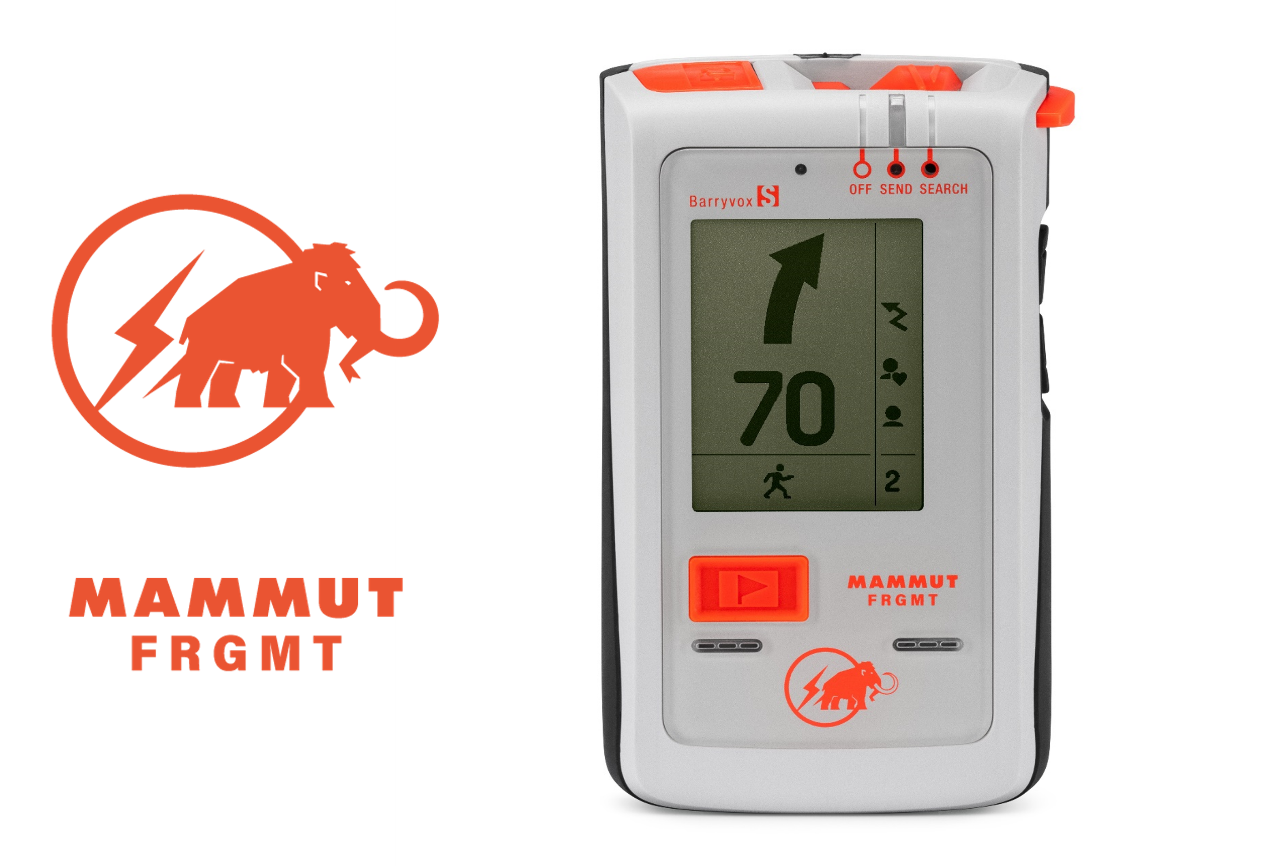 MAMMUT
FRGMT
OFF SEND SEARCH
Barryvox S
70
2
MAMMUT
FRGMT